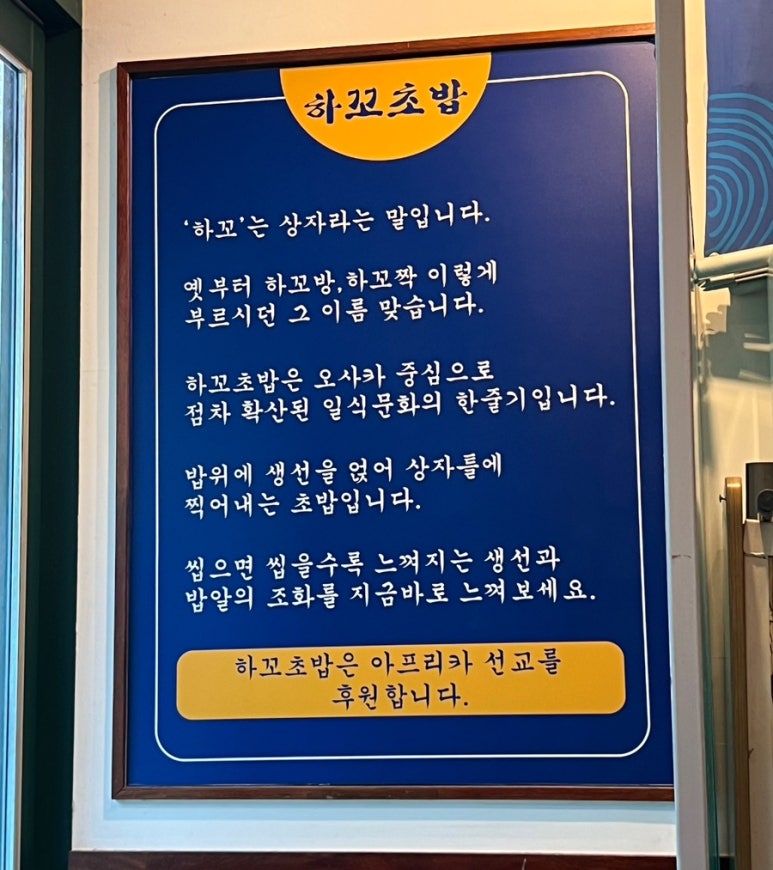 하꼬초밥
‘하꼬’는 상자라는 말입니다.
옛부터 하꼬방,하꼬짝 이렇게
부르시던 그 이름 맞습니다.
하꼬초밥은 오사카 중심으로
점차 확산된 일식문화의 한줄기입니다.
밥위에 생선을 얹어 상자틀에
찍어내는 초밥입니다.
씹으면 씹을수록 느껴지는 생선과
밥알의 조화를 지금바로 느껴보세요.
하꼬초밥은 아프리카 선교를
후원합니다.